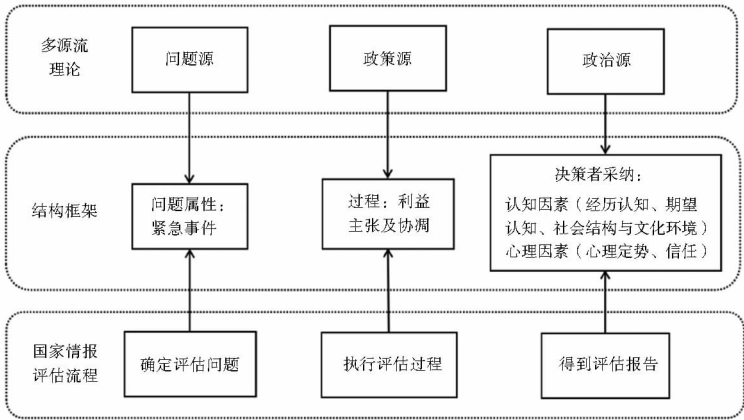 多源流
理论
问题源
政策源
政治源
结构框架
问题属性：
紧急事件
过程：利益
主张及协调
决策者采纳：
认知因素（经历认知、期望
认知、社会结构与文化环境）
心理因素（心理定势、信任）
国家情报
评估流程
确定评估问题
执行评估过程
得到评估报告